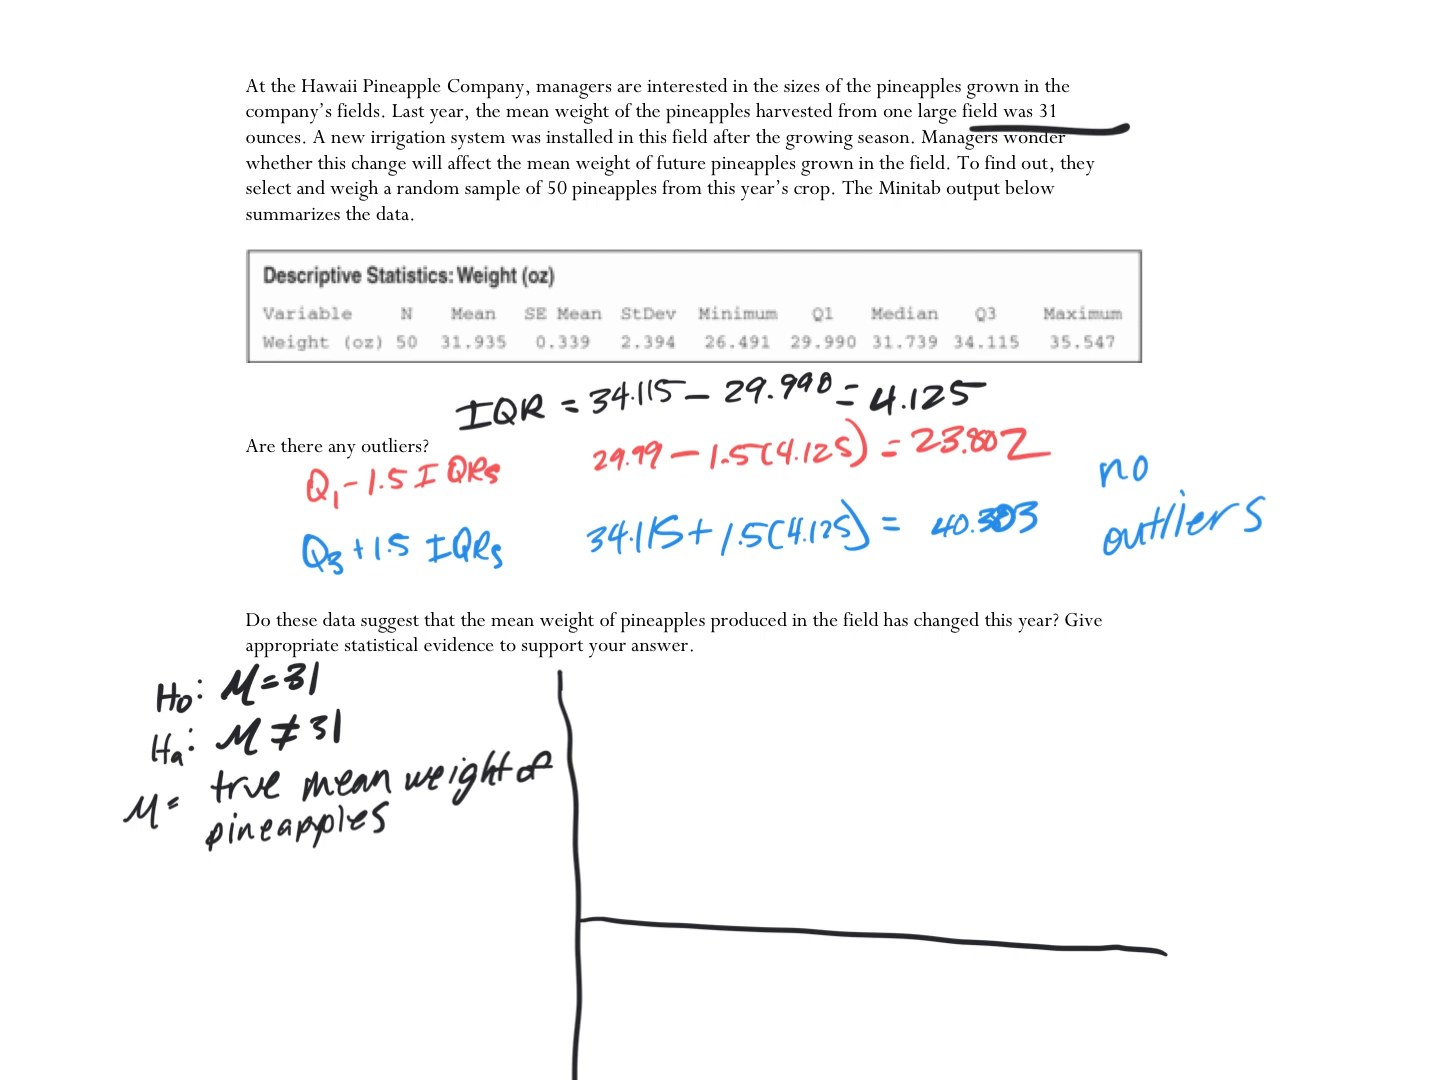 At the Hawaii Pineapple Company, managers are interested in the sizes of the pineapples grown in the
company's fields. Last year, the mean weight of the pineapples harvested from one large field was 31
ounces. A new irrigation system was installed in this field after the growing season. Managers wonder
whether this change will affect the mean weight of future pineapples grown in the field. To find out, they
select and weigh a random sample of 50 pineapples from this year's crop. The Minitab output below
summarizes the data.
Descriptive Statistics: Weight (oz)
Variable N Mean SE Mean StDev Minimum Q1 Median Q3 Maximum
Weight (oz) 50 31.935 0.339 2.394 26.491 29.990 31.739 34.115 35.547
IQR = 34.115 - 29.990 = 4.125
Are there any outliers?
Q1 - 1.5 IQRs 29.99 - 1.5(4.125) = 23.802
Q3 + 1.5 IQRs 34.115 + 1.5(4.125) = 40.303
no
outliers
Do these data suggest that the mean weight of pineapples produced in the field has changed this year? Give
appropriate statistical evidence to support your answer.
Ho: M = 31
Ha: M ≠ 31
M = true mean weight of
pineapples